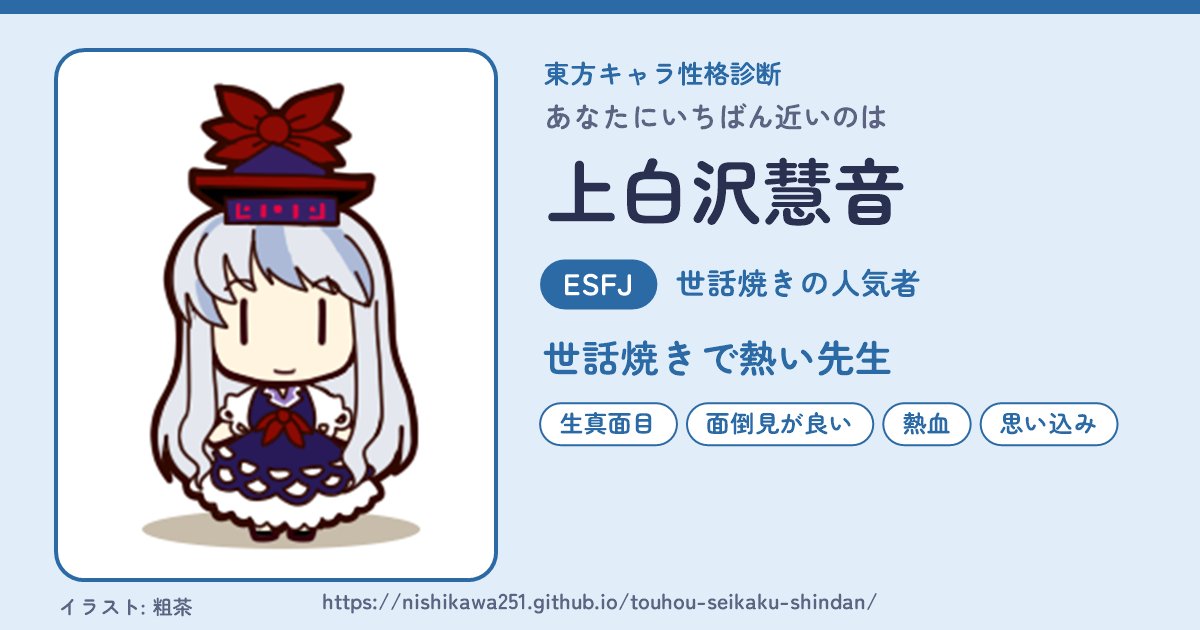 東方キャラ性格診断
あなたにいちばん近いのは
上白沢慧音
ESFJ 世話焼きの人気者
世話焼きで熱い先生
生真面目 面倒見が良い 熱血 思い込み
イラスト: 粗茶
https://nishikawa251.github.io/touhou-seikaku-shindan/